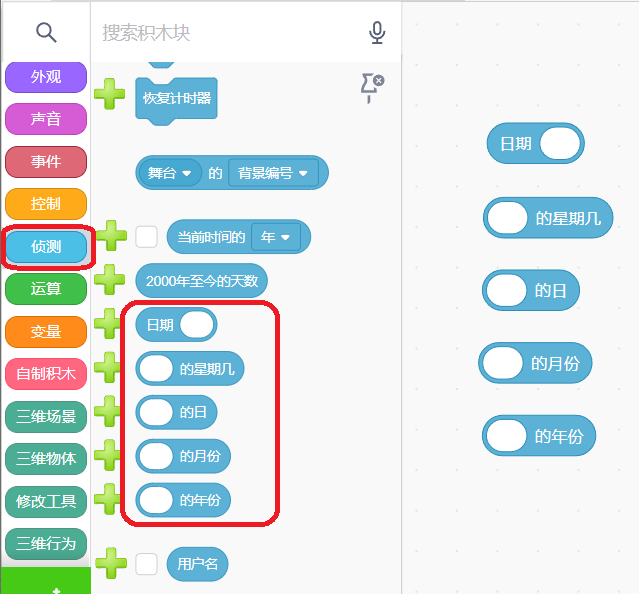 搜索积木块
外观
声音
事件
控制
侦测
运算
变量
自制积木
三维场景
三维物体
修改工具
三维行为
恢复计时器
舞台 的 背景编号
当前时间的 年
2000年至今的天数
日期
的星期几
的日
的月份
的年份
用户名
日期
的星期几
的日
的月份
的年份